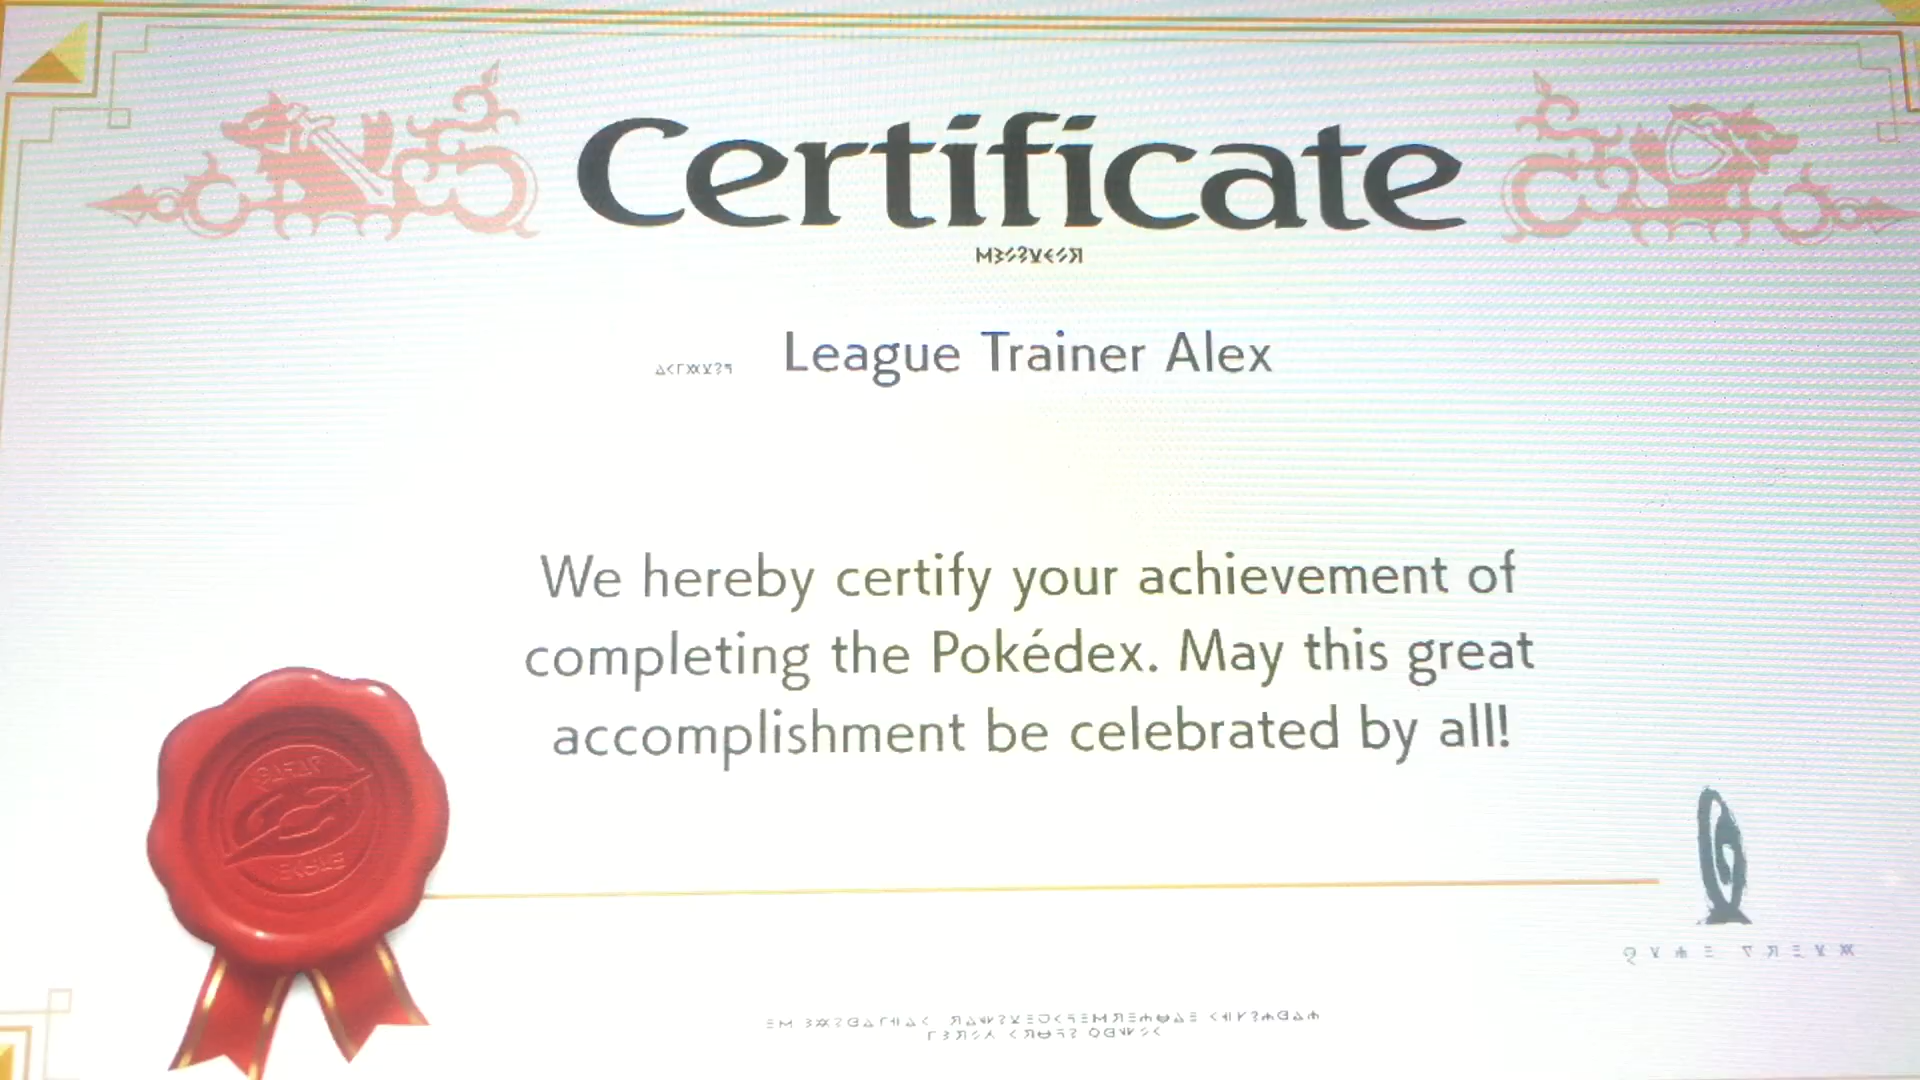 Certificate
League Trainer Alex
We hereby certify your achievement of
completing the Pokédex. May this great
accomplishment be celebrated by all!